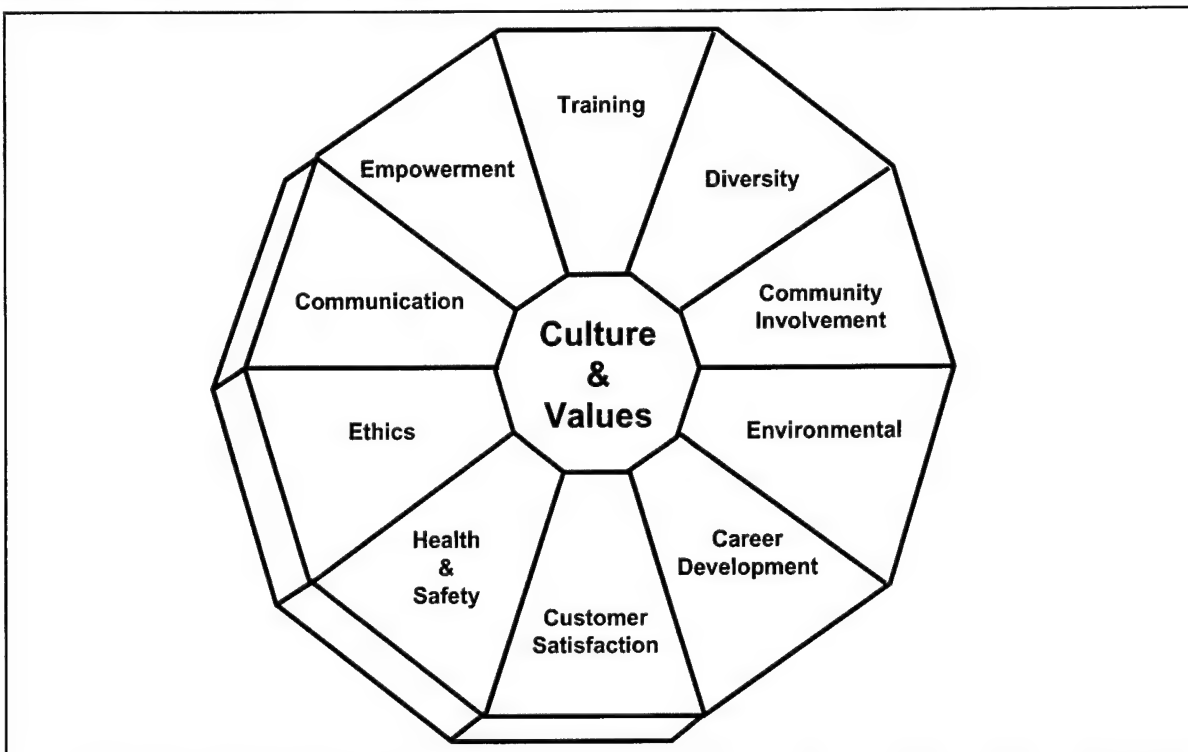 Training
Empowerment
Diversity
Communication
Community
Involvement
Culture
&
Values
Ethics
Environmental
Health
&
Safety
Career
Development
Customer
Satisfaction